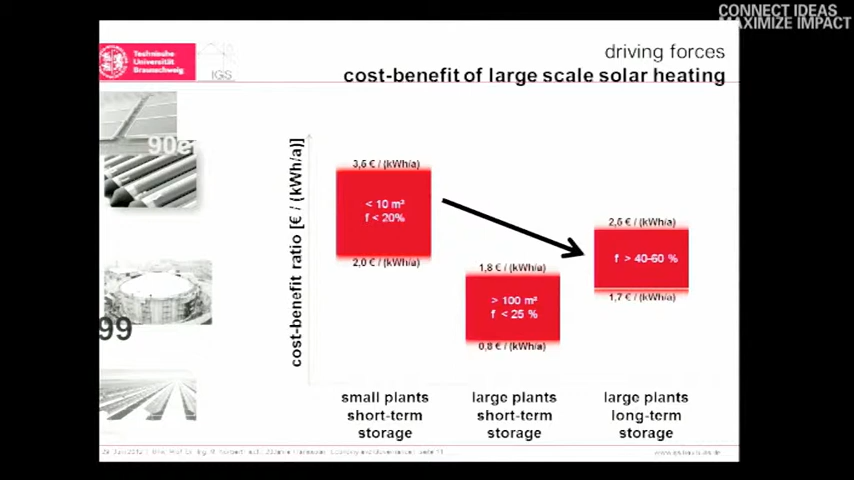 CONNECT IDEAS
MAXIMIZE IMPACT
Technische
Universität
Braunschweig
IGS
driving forces
cost-benefit of large scale solar heating
90e
99
cost-benefit ratio [€ / (kWh/a)]
3,5 € / (kWh/a)
< 10 m²
f < 20%
2,0 € / (kWh/a)
1,8 € / (kWh/a)
> 100 m²
f < 25 %
0,8 € / (kWh/a)
2,5 € / (kWh/a)
f > 40-60 %
1,7 € / (kWh/a)
small plants
short-term
storage
large plants
short-term
storage
large plants
long-term
storage